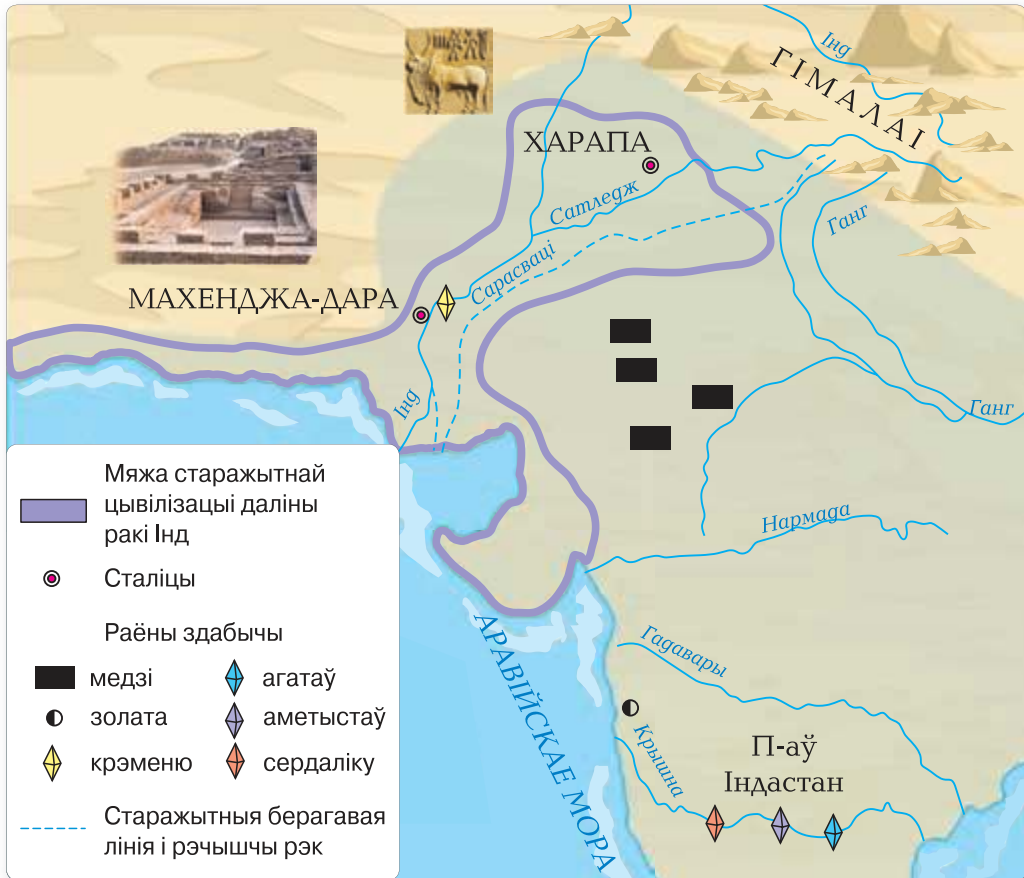 Інд
ГІМАЛАІ
ХАРАПА
Сатледж
Ганг
Сарасваці
МАХЕНДЖА-ДАРА
Інд
Ганг
Нармада
АРАВІЙСКАЕ МОРА
Гадавары
Крышна
П-аў
Індастан
Мяжа старажытнай
цывілізацыі даліны
ракі Інд
Сталіцы
Раёны здабычы
медзі
агатаў
золата
аметыстаў
крэменю
сердаліку
Старажытныя берагавая
лінія і рэчышчы рэк